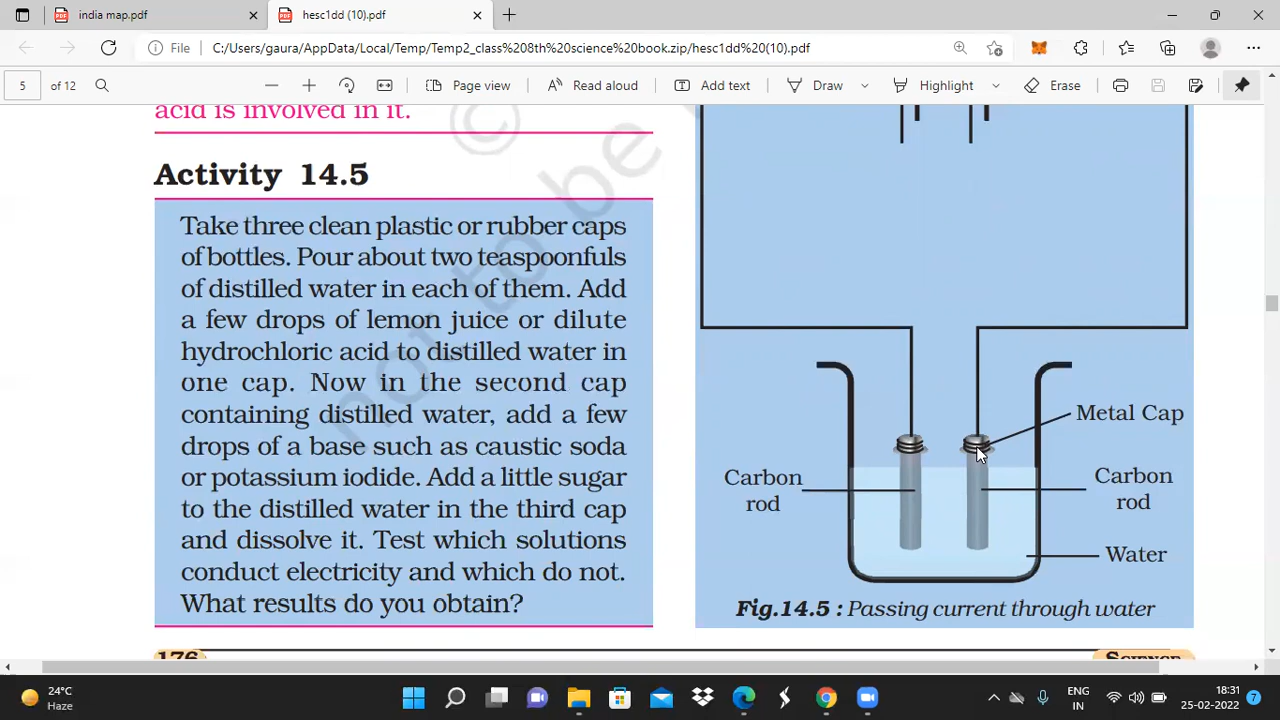 india map.pdf
hesc1dd (10).pdf
File
C:/Users/gaura/AppData/Local/Temp/Temp2_class%208th%20science%20book.zip/hesc1dd%20(10).pdf
5 of 12
Page view
Read aloud
Add text
Draw
Highlight
Erase
acid is involved in it.
Activity 14.5
Take three clean plastic or rubber caps
of bottles. Pour about two teaspoonfuls
of distilled water in each of them. Add
a few drops of lemon juice or dilute
hydrochloric acid to distilled water in
one cap. Now in the second cap
containing distilled water, add a few
drops of a base such as caustic soda
or potassium iodide. Add a little sugar
to the distilled water in the third cap
and dissolve it. Test which solutions
conduct electricity and which do not.
What results do you obtain?
© not to be
Metal Cap
Carbon
rod
Carbon
rod
Water
Fig.14.5 : Passing current through water
176
SCIENCE
24°C
Haze
ENG
IN
18:31
25-02-2022
7